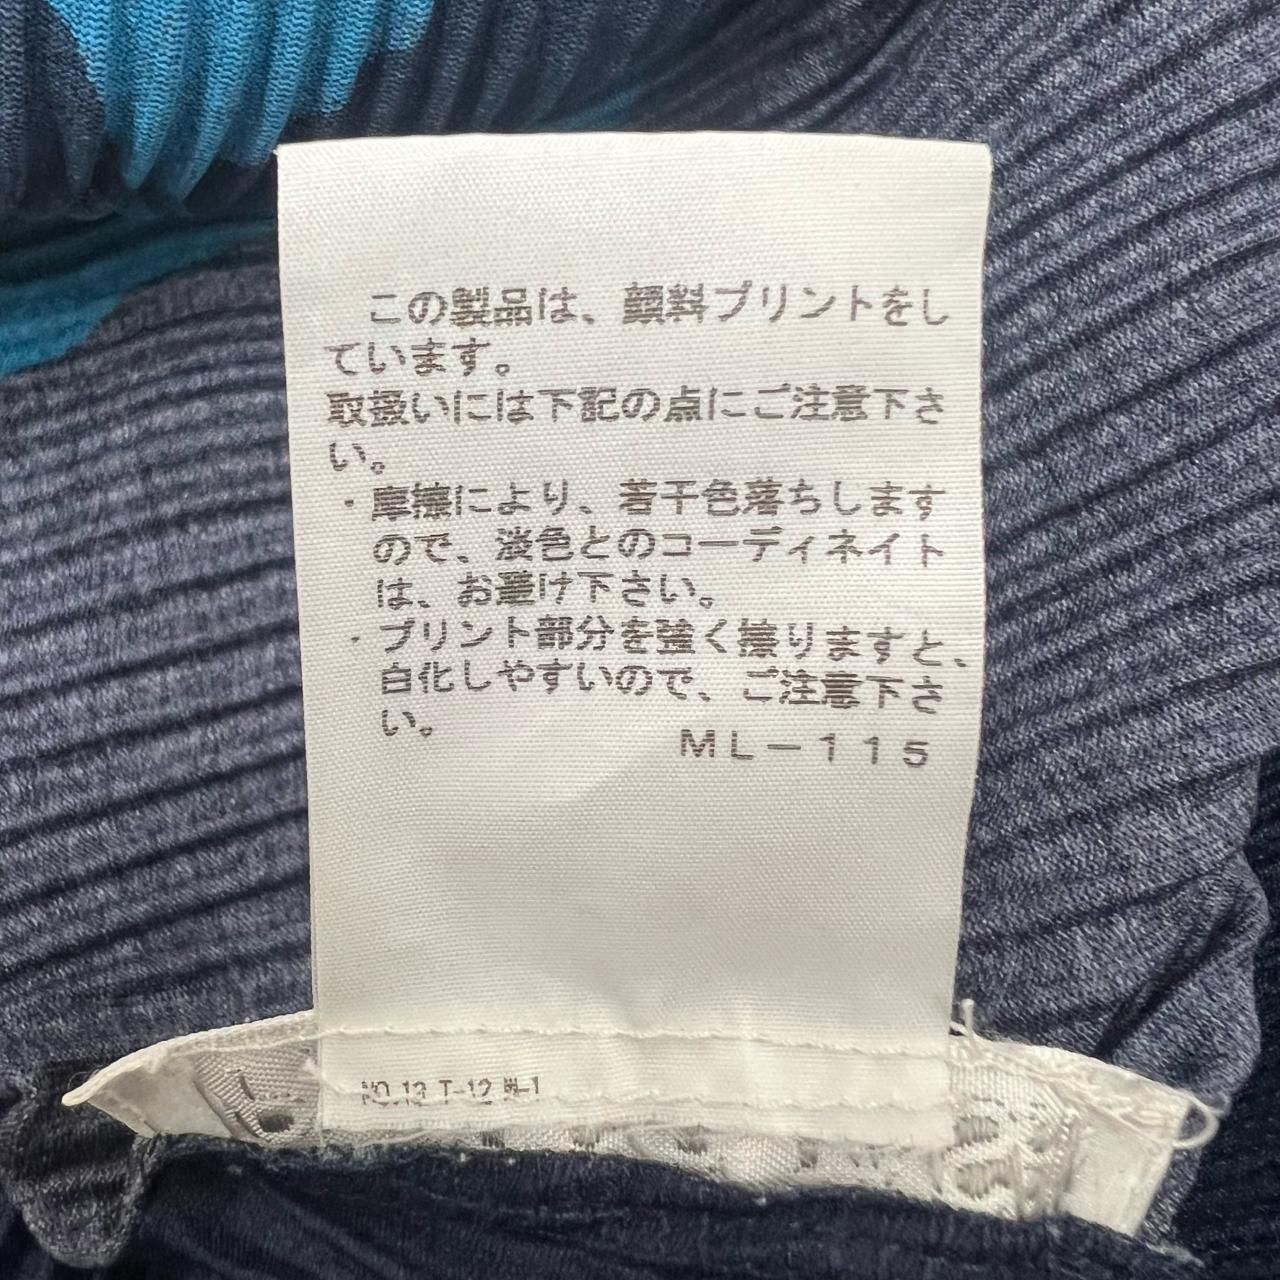 この製品は、顔料プリントをし
ています。
取扱いには下記の点にご注意下さ
い。
・摩擦により、若干色落ちします
ので、淡色とのコーディネイト
は、お避け下さい。
・プリント部分を強く擦りますと、
白化しやすいので、ご注意下さ
い。
ML－115
NO.13 T-12